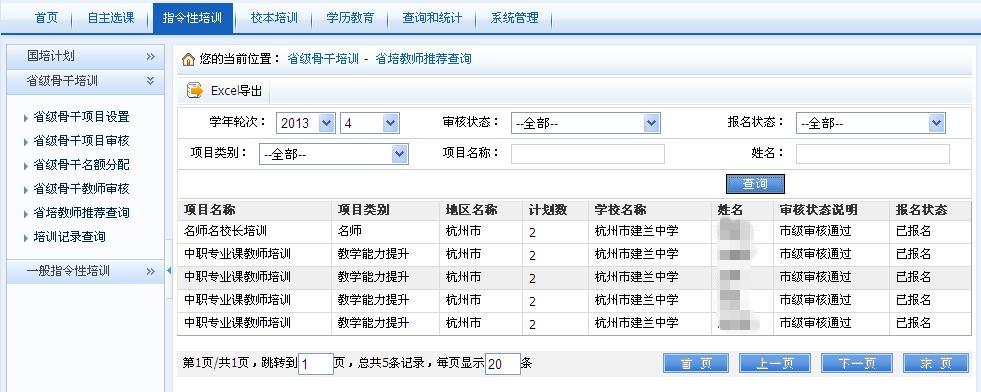 首页 自主选课 指令性培训 校本培训 学历教育 查询和统计 系统管理
国培计划
省级骨干培训
省级骨干项目设置
省级骨干项目审核
省级骨干名额分配
省级骨干教师审核
省培教师推荐查询
培训记录查询
一般指令性培训
您的当前位置： 省级骨干培训 - 省培教师推荐查询
Excel导出
学年轮次： 2013 4 审核状态： --全部-- 报名状态： --全部--
项目类别： --全部-- 项目名称： 姓名：
查询
项目名称 项目类别 地区名称 计划数 学校名称 姓名 审核状态说明 报名状态
名师名校长培训 名师 杭州市 2 杭州市建兰中学 市级审核通过 已报名
中职专业课教师培训 教学能力提升 杭州市 2 杭州市建兰中学 市级审核通过 已报名
中职专业课教师培训 教学能力提升 杭州市 2 杭州市建兰中学 市级审核通过 已报名
中职专业课教师培训 教学能力提升 杭州市 2 杭州市建兰中学 市级审核通过 已报名
中职专业课教师培训 教学能力提升 杭州市 2 杭州市建兰中学 市级审核通过 已报名
第1页/共1页，跳转到 1 页，总共5条记录，每页显示 20 条 首 页 上一页 下一页 末 页